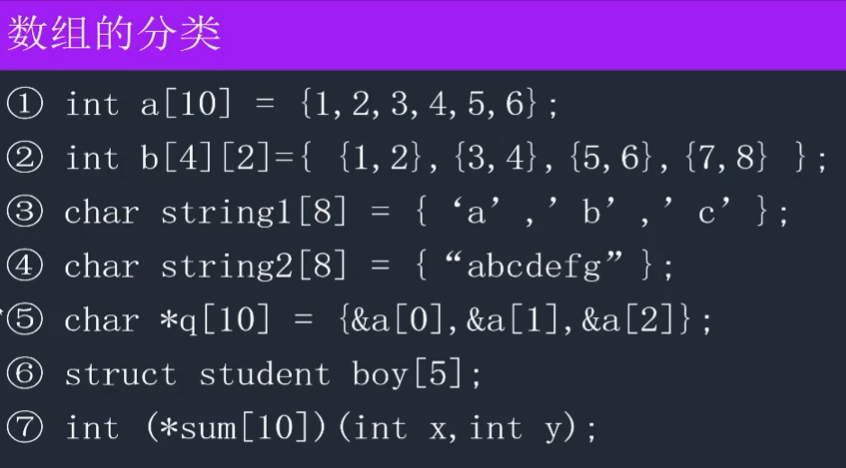 数组的分类
① int a[10] = {1,2,3,4,5,6};
② int b[4][2]={ {1,2},{3,4},{5,6},{7,8} };
③ char string1[8] = { ‘a’ ,’ b’ ,’ c’ };
④ char string2[8] = { “abcdefg” };
⑤ char *q[10] = {&a[0],&a[1],&a[2]};
⑥ struct student boy[5];
⑦ int (*sum[10])(int x,int y);